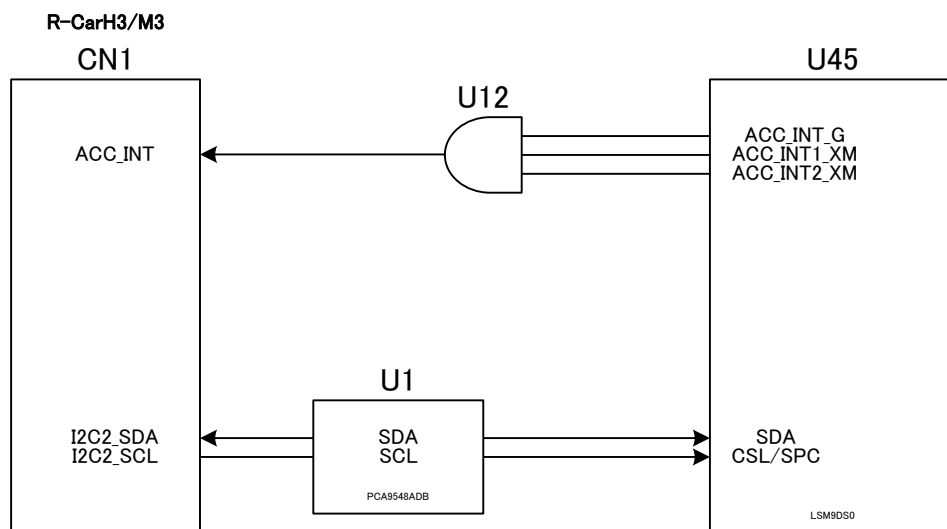 R-CarH3/M3
CN1
U45
U12
ACC_INT
ACC_INT_G
ACC_INT1_XM
ACC_INT2_XM
U1
I2C2_SDA
I2C2_SCL
SDA
SCL
SDA
CSL/SPC
PCA9548ADB
LSM9DS0